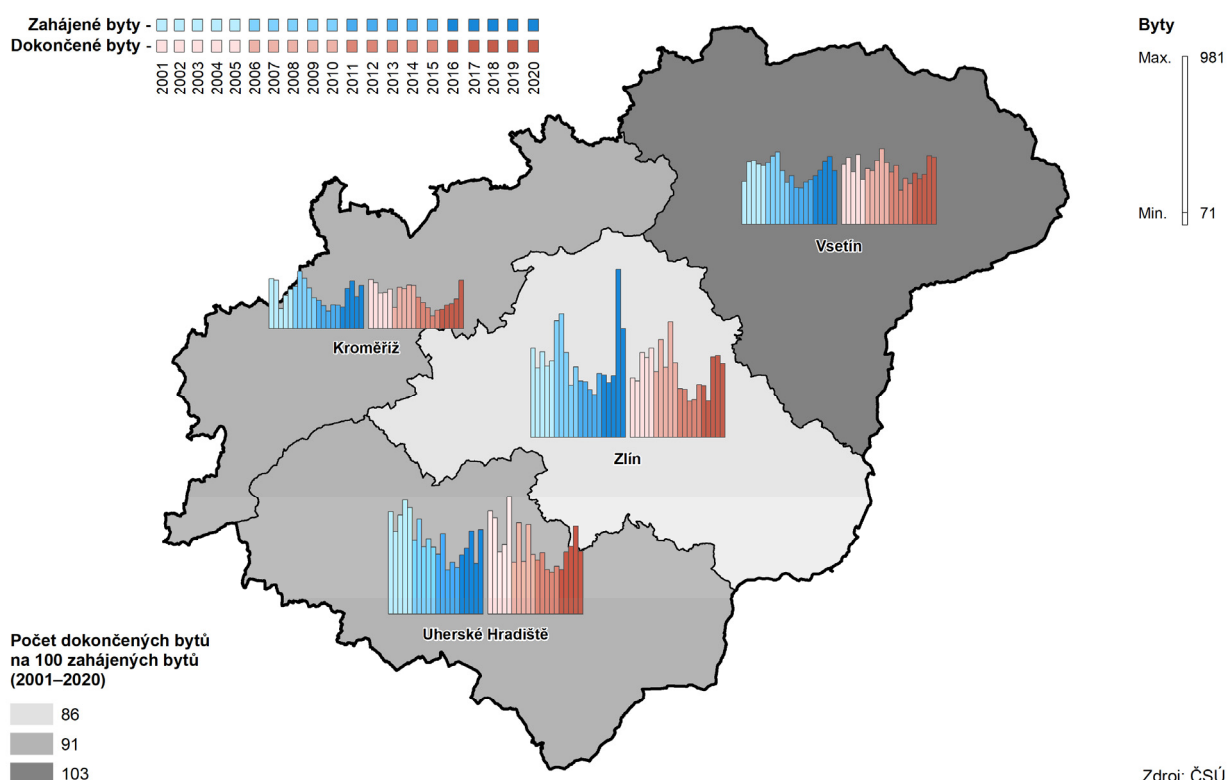 Zahájené byty -
Dokončené byty -
2001 2002 2003 2004 2005 2006 2007 2008 2009 2010 2011 2012 2013 2014 2015 2016 2017 2018 2019 2020
Byty
Max. 981
Min. 71
Vsetín
Kroměříž
Zlín
Uherské Hradiště
Počet dokončených bytů
na 100 zahájených bytů
(2001–2020)
86
91
103
Zdroj: ČSÚ